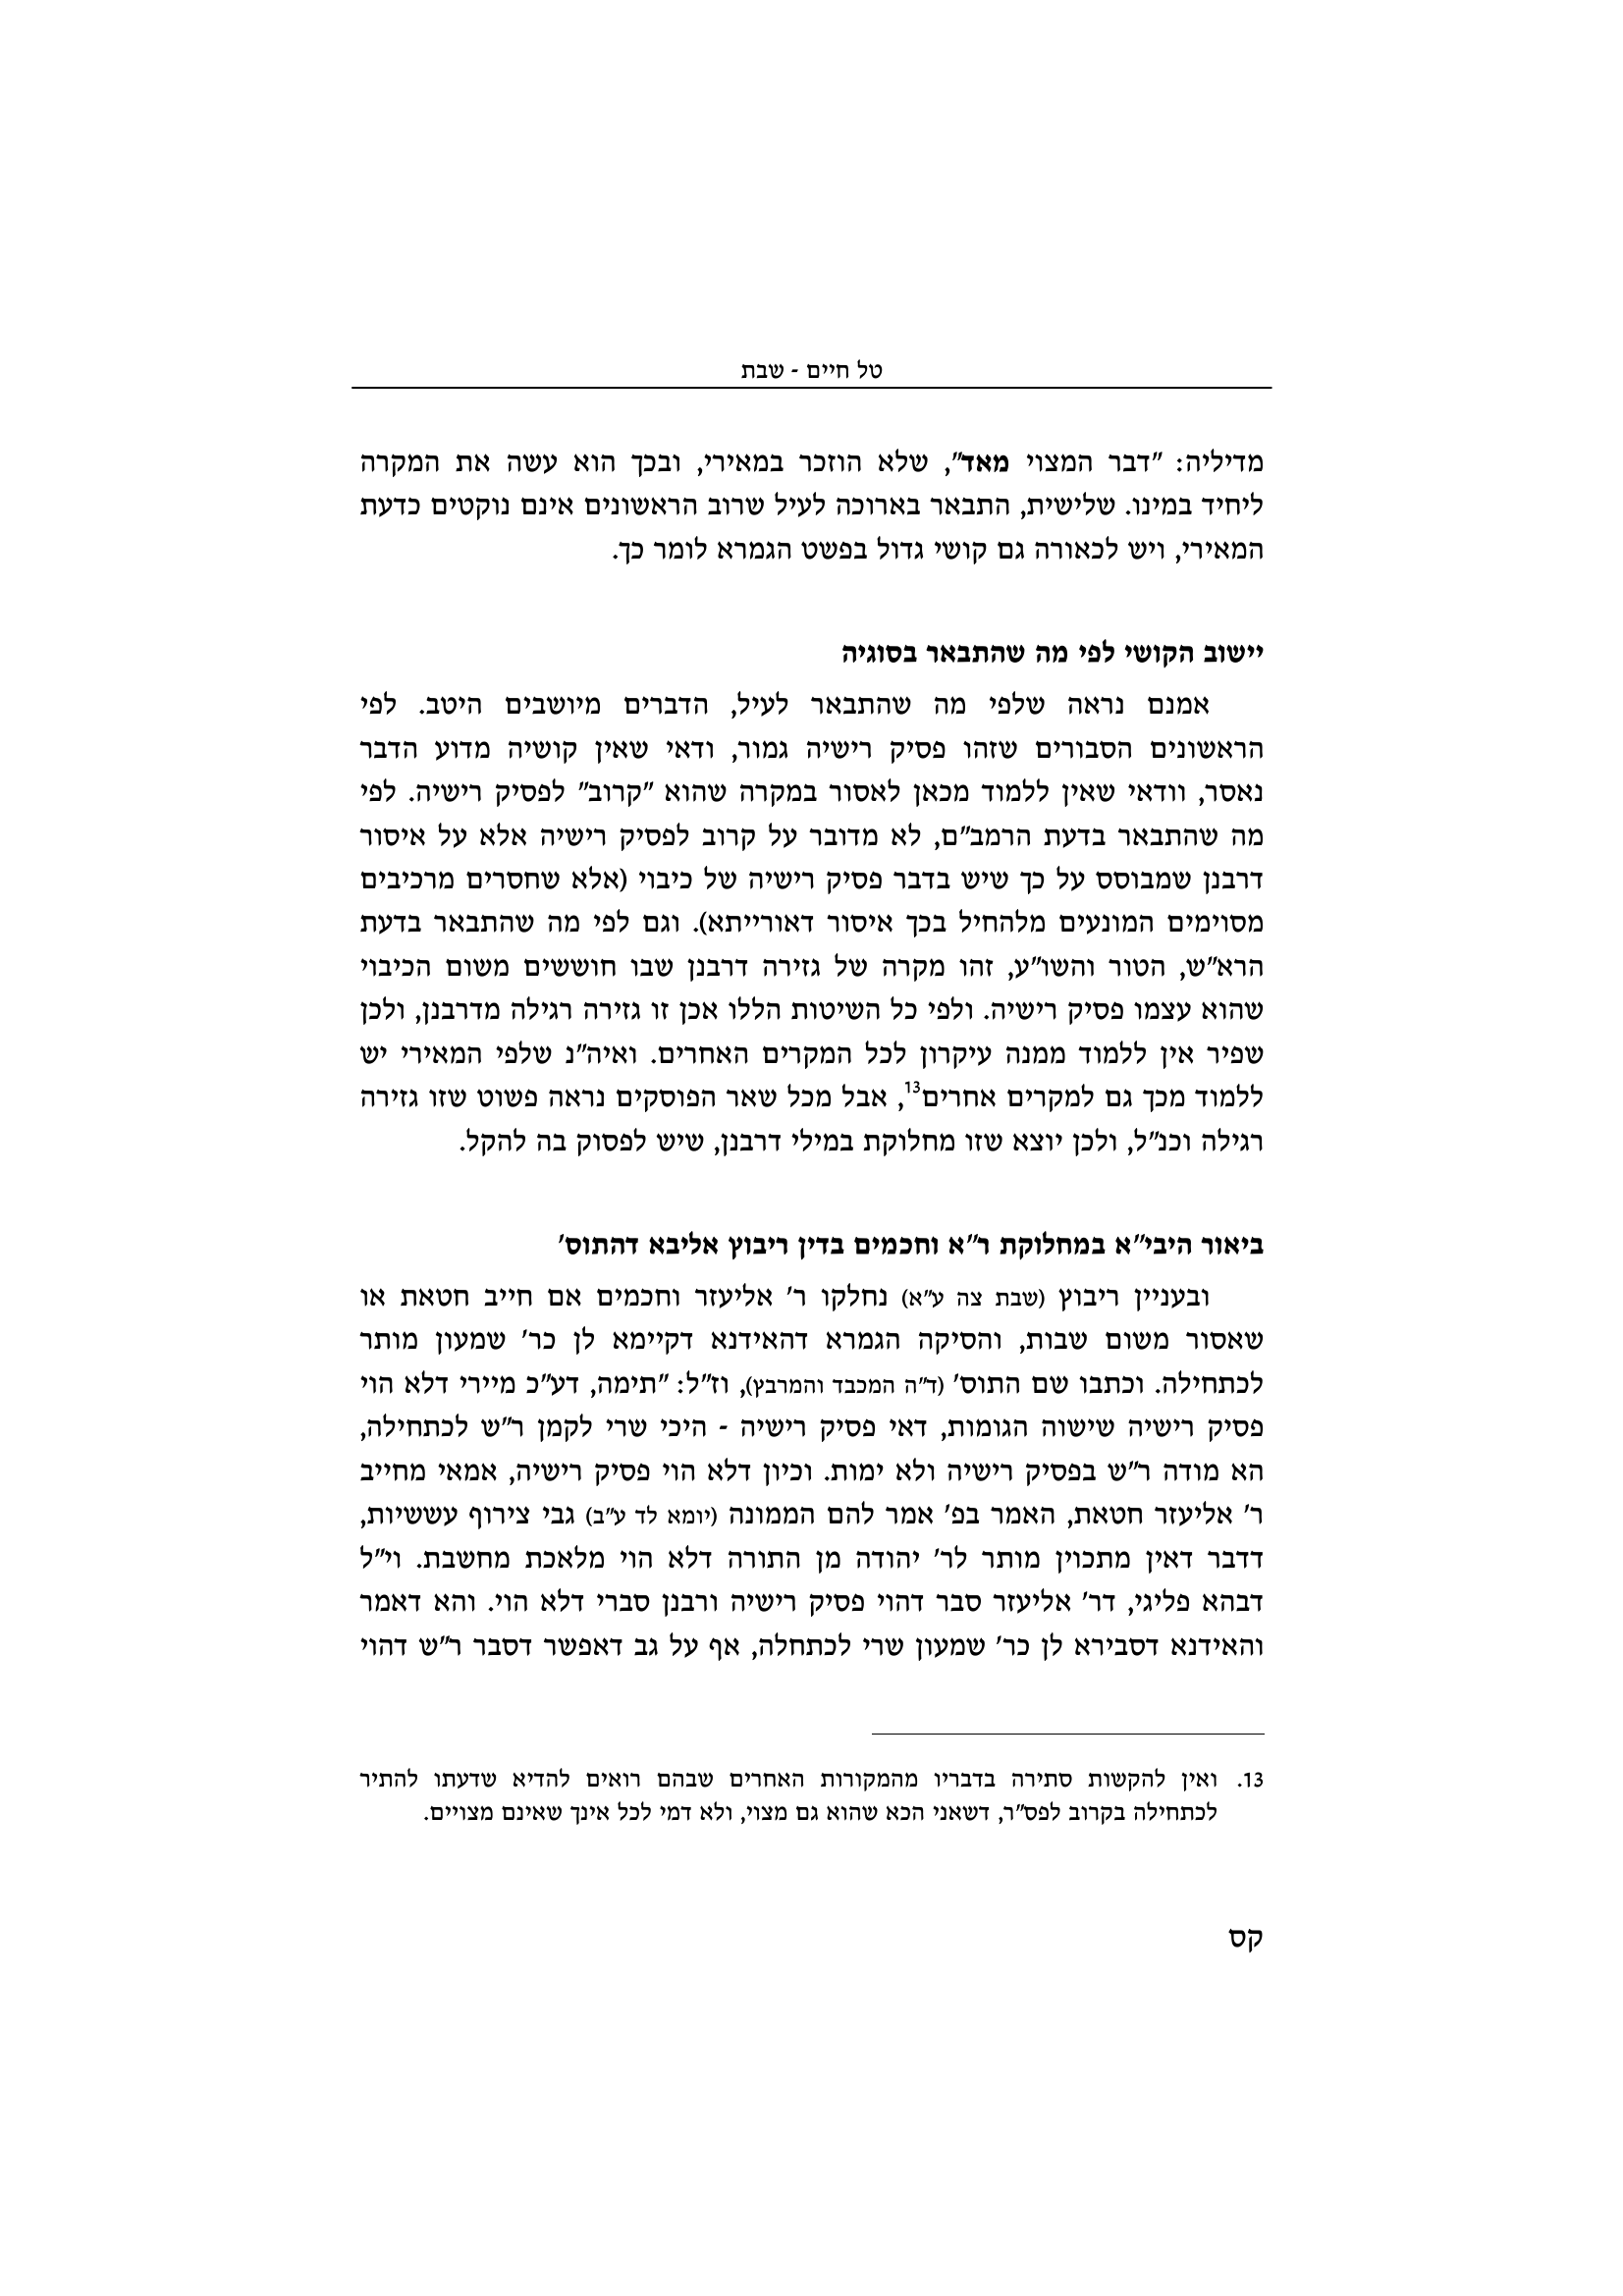 טל חיים - שבת
מדיליה: "דבר המצוי מאד", שלא הוזכר במאירי, ובכך הוא עשה את המקרה
ליחיד במינו. שלישית, התבאר בארוכה לעיל שרוב הראשונים אינם נוקטים כדעת
המאירי, ויש לכאורה גם קושי גדול בפשט הגמרא לומר כך.
יישוב הקושי לפי מה שהתבאר בסוגיה
אמנם נראה שלפי מה שהתבאר לעיל, הדברים מיושבים היטב. לפי
הראשונים הסבורים שזהו פסיק רישיה גמור, ודאי שאין קושיה מדוע הדבר
נאסר, וודאי שאין ללמוד מכאן לאסור במקרה שהוא "קרוב" לפסיק רישיה. לפי
מה שהתבאר בדעת הרמב"ם, לא מדובר על קרוב לפסיק רישיה אלא על איסור
דרבנן שמבוסס על כך שיש בדבר פסיק רישיה של כיבוי (אלא שחסרים מרכיבים
מסוימים המונעים מלהחיל בכך איסור דאורייתא). וגם לפי מה שהתבאר בדעת
הרא"ש, הטור והשו"ע, זהו מקרה של גזירה דרבנן שבו חוששים משום הכיבוי
שהוא עצמו פסיק רישיה. ולפי כל השיטות הללו אכן זו גזירה רגילה מדרבנן, ולכן
שפיר אין ללמוד ממנה עיקרון לכל המקרים האחרים. ואיה"נ שלפי המאירי יש
ללמוד מכך גם למקרים אחרים13, אבל מכל שאר הפוסקים נראה פשוט שזו גזירה
רגילה וכנ"ל, ולכן יוצא שזו מחלוקת במילי דרבנן, שיש לפסוק בה להקל.
ביאור היבי"א במחלוקת ר"א וחכמים בדין ריבוץ אליבא דהתוס'
ובעניין ריבוץ (שבת צה ע"א) נחלקו ר' אליעזר וחכמים אם חייב חטאת או
שאסור משום שבות, והסיקה הגמרא דהאידנא דקיימא לן כר' שמעון מותר
לכתחילה. וכתבו שם התוס' (ד"ה המכבד והמרבץ), וז"ל: "תימה, דע"כ מיירי דלא הוי
פסיק רישיה שישוה הגומות, דאי פסיק רישיה - היכי שרי לקמן ר"ש לכתחילה,
הא מודה ר"ש בפסיק רישיה ולא ימות. וכיון דלא הוי פסיק רישיה, אמאי מחייב
ר' אליעזר חטאת, האמר בפ' אמר להם הממונה (יומא לד ע"ב) גבי צירוף עששיות,
דדבר דאין מתכוין מותר לר' יהודה מן התורה דלא הוי מלאכת מחשבת. וי"ל
דבהא פליגי, דר' אליעזר סבר דהוי פסיק רישיה ורבנן סברי דלא הוי. והא דאמר
והאידנא דסבירא לן כר' שמעון שרי לכתחלה, אף על גב דאפשר דסבר ר"ש דהוי
13. ואין להקשות סתירה בדבריו מהמקורות האחרים שבהם רואים להדיא שדעתו להתיר
לכתחילה בקרוב לפס"ר, דשאני הכא שהוא גם מצוי, ולא דמי לכל אינך שאינם מצויים.
קס